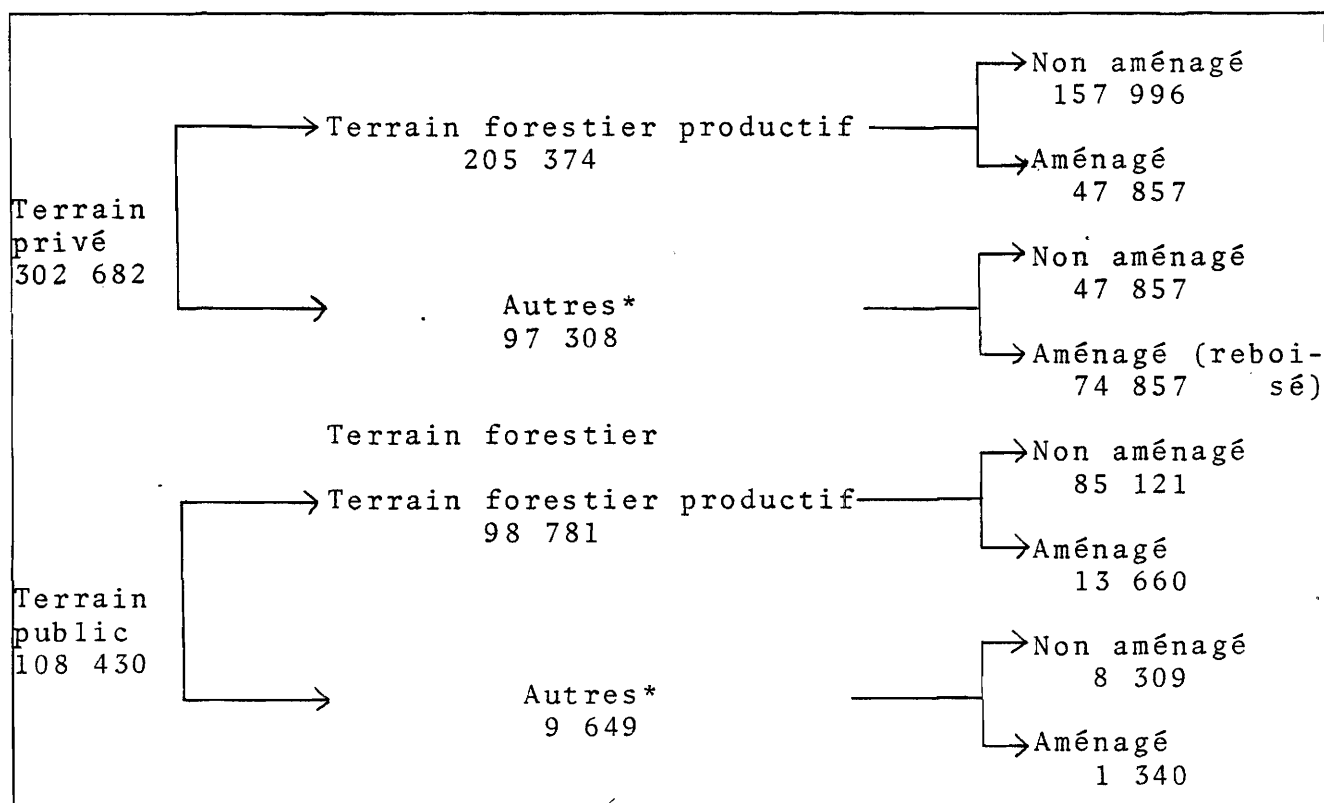 Non aménagé
157 996
Terrain forestier productif
205 374
Aménagé
47 857
Terrain
privé
302 682
Non aménagé
47 857
Autres*
97 308
Aménagé (reboi-
74 857 sé)
Terrain forestier
Non aménagé
85 121
Terrain forestier productif
98 781
Aménagé
13 660
Terrain
public
108 430
Non aménagé
8 309
Autres*
9 649
Aménagé
1 340